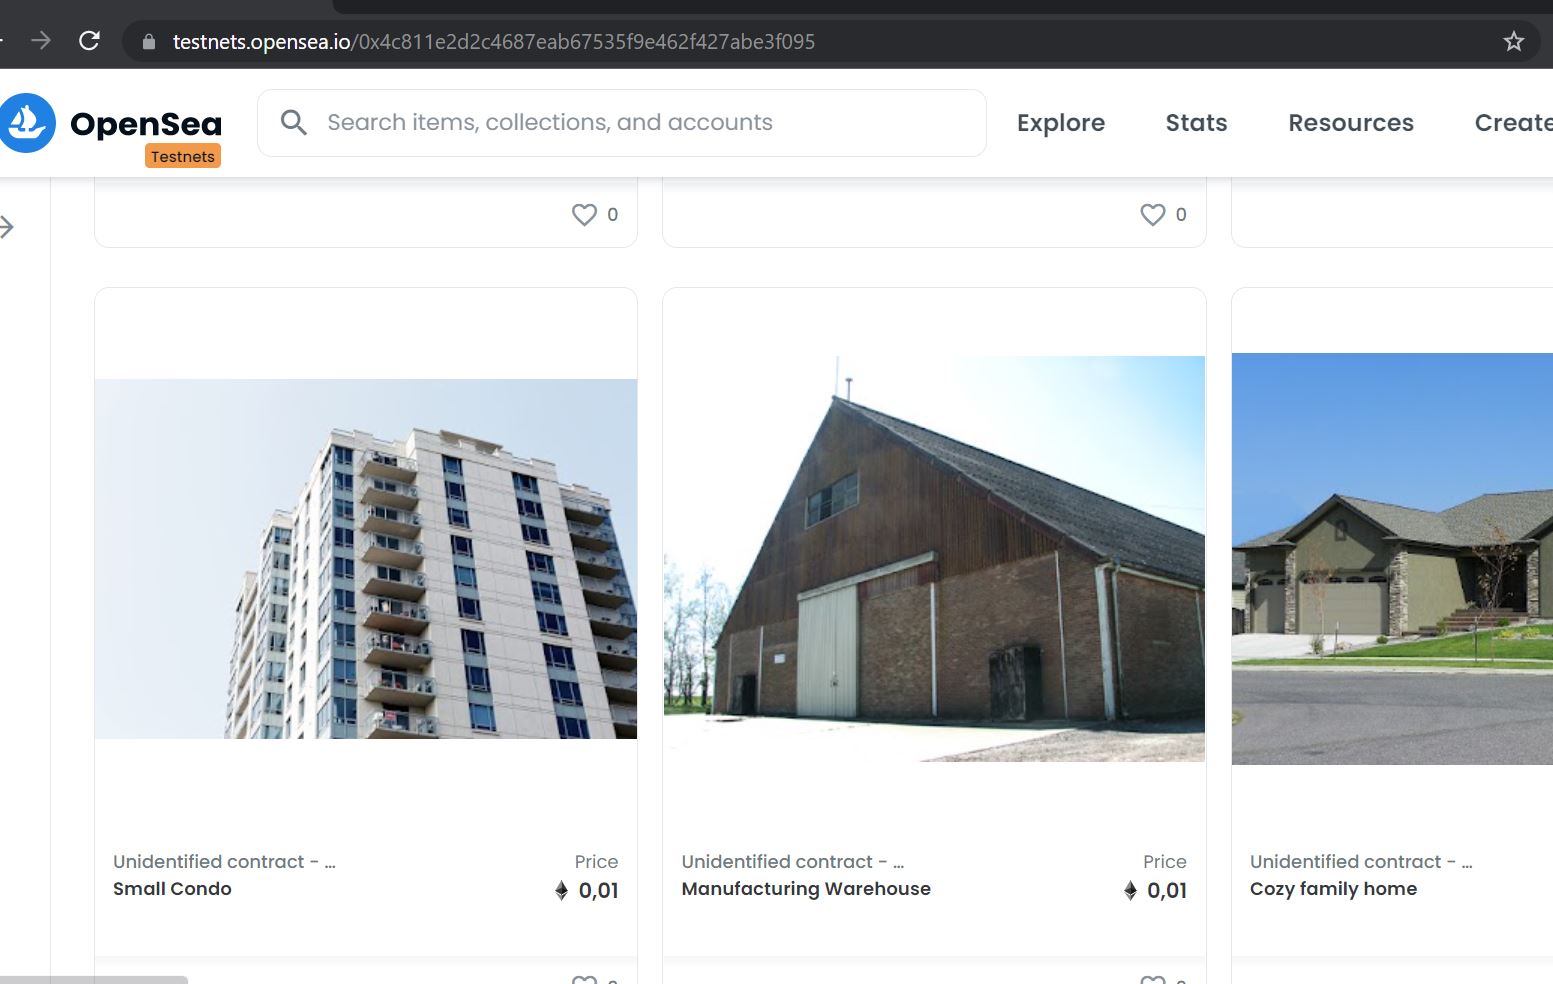 testnets.opensea.io/0x4c811e2d2c4687eab67535f9e462f427abe3f095
OpenSea
Testnets
Search items, collections, and accounts
Explore
Stats
Resources
Create
0
0
Unidentified contract - ...
Price
Small Condo
0,01
Unidentified contract - ...
Price
Manufacturing Warehouse
0,01
Unidentified contract - ...
Cozy family home